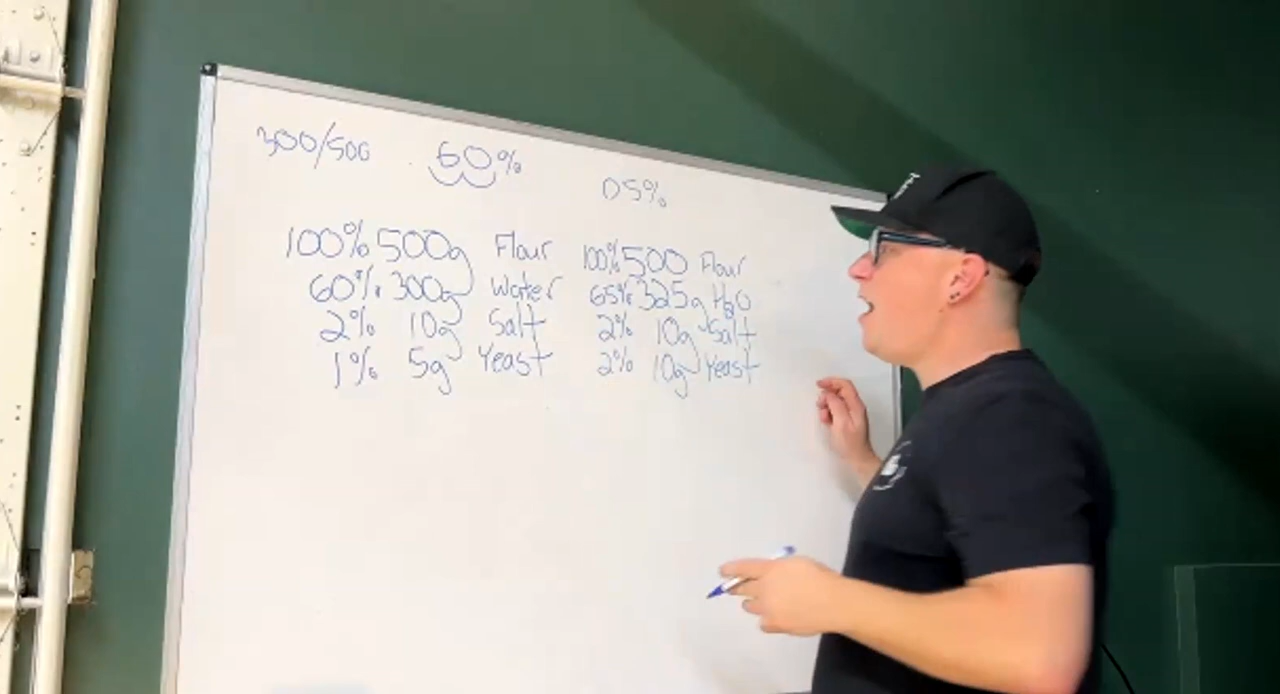 300/500 60% 05%
100% 500g Flour
60% 300g Water
2% 10g Salt
1% 5g Yeast
100% 500 Flour
65% 325g H2O
2% 10g Salt
2% 10g Yeast